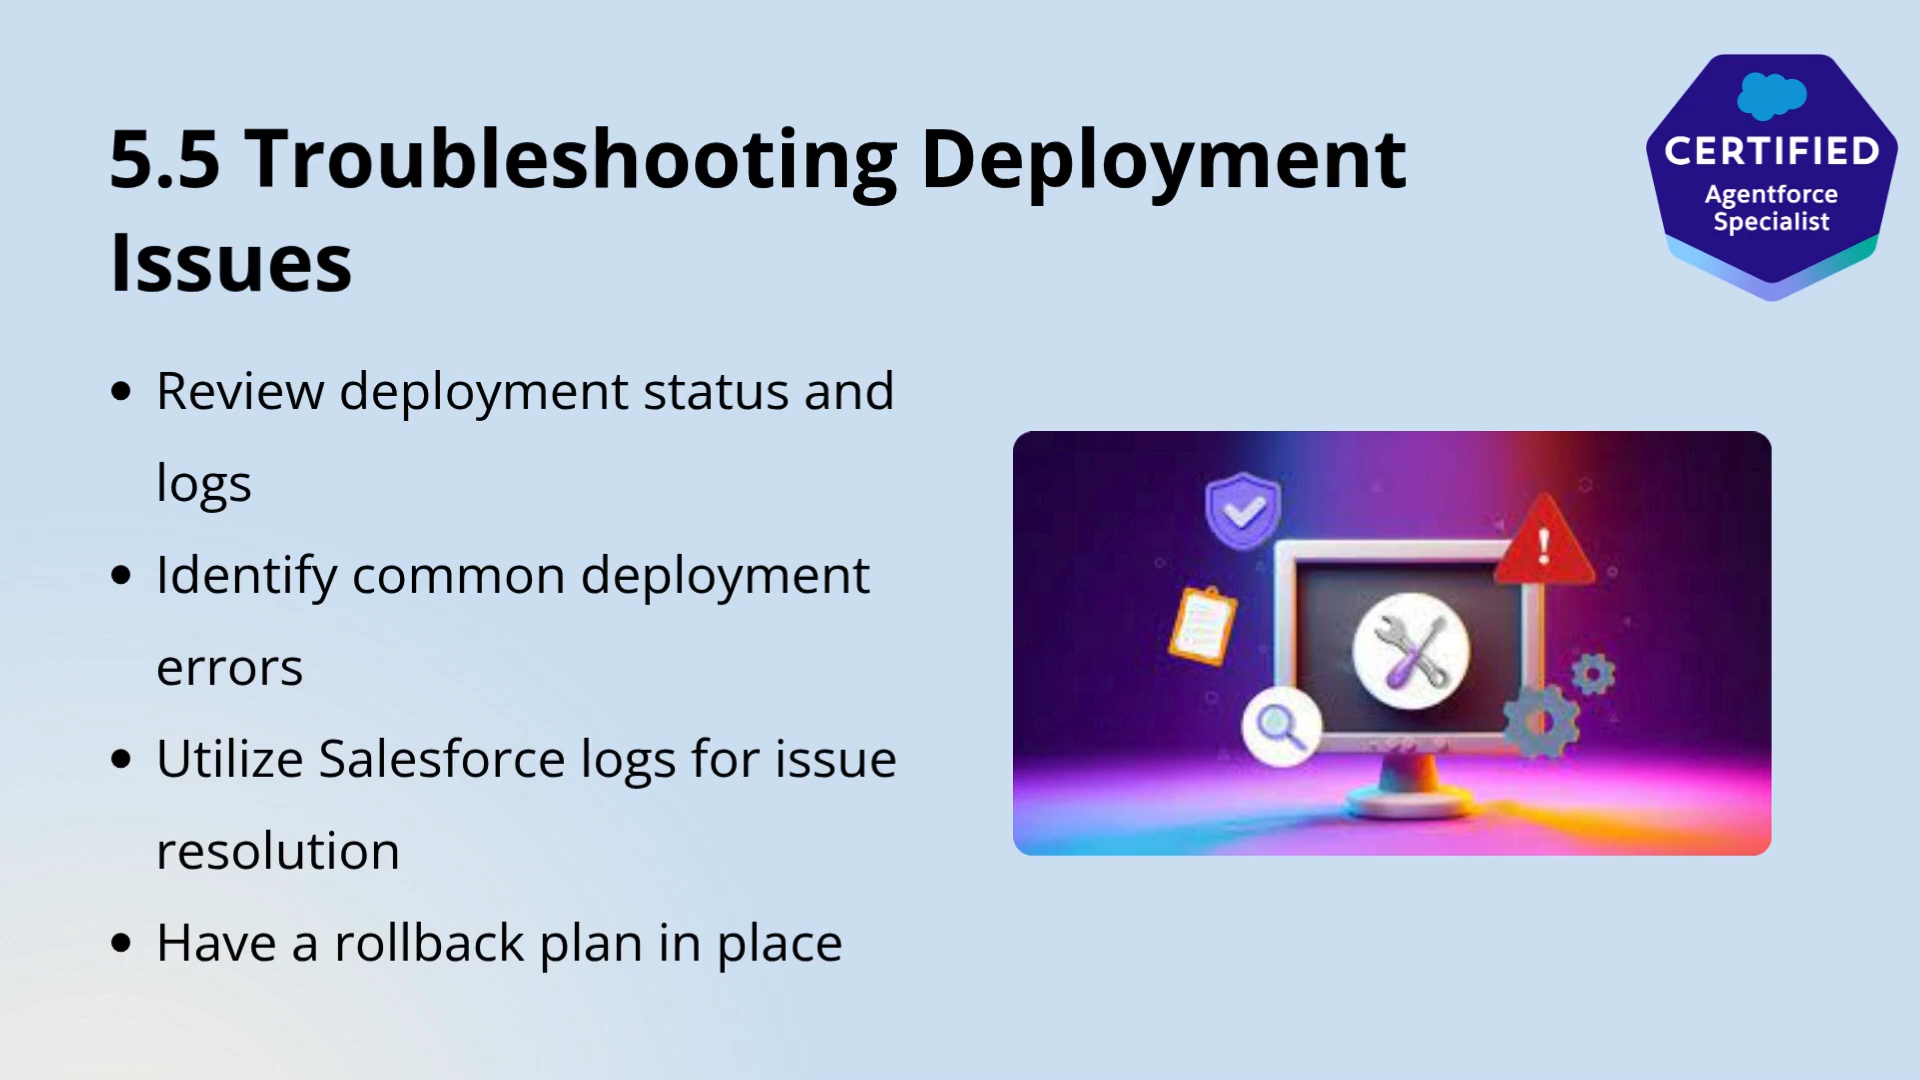 5.5 Troubleshooting Deployment
Issues
CERTIFIED
Agentforce
Specialist
• Review deployment status and
logs
• Identify common deployment
errors
• Utilize Salesforce logs for issue
resolution
• Have a rollback plan in place